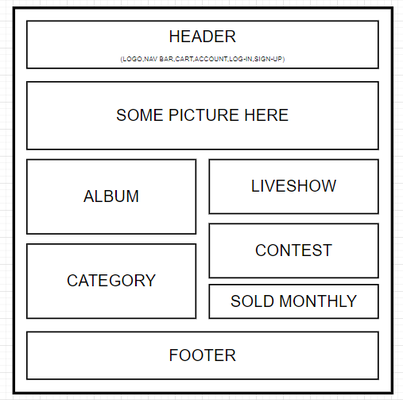 HEADER
(LOGO,NAV BAR,CART,ACCOUNT,LOG-IN,SIGN-UP)
SOME PICTURE HERE
ALBUM
LIVESHOW
CATEGORY
CONTEST
SOLD MONTHLY
FOOTER